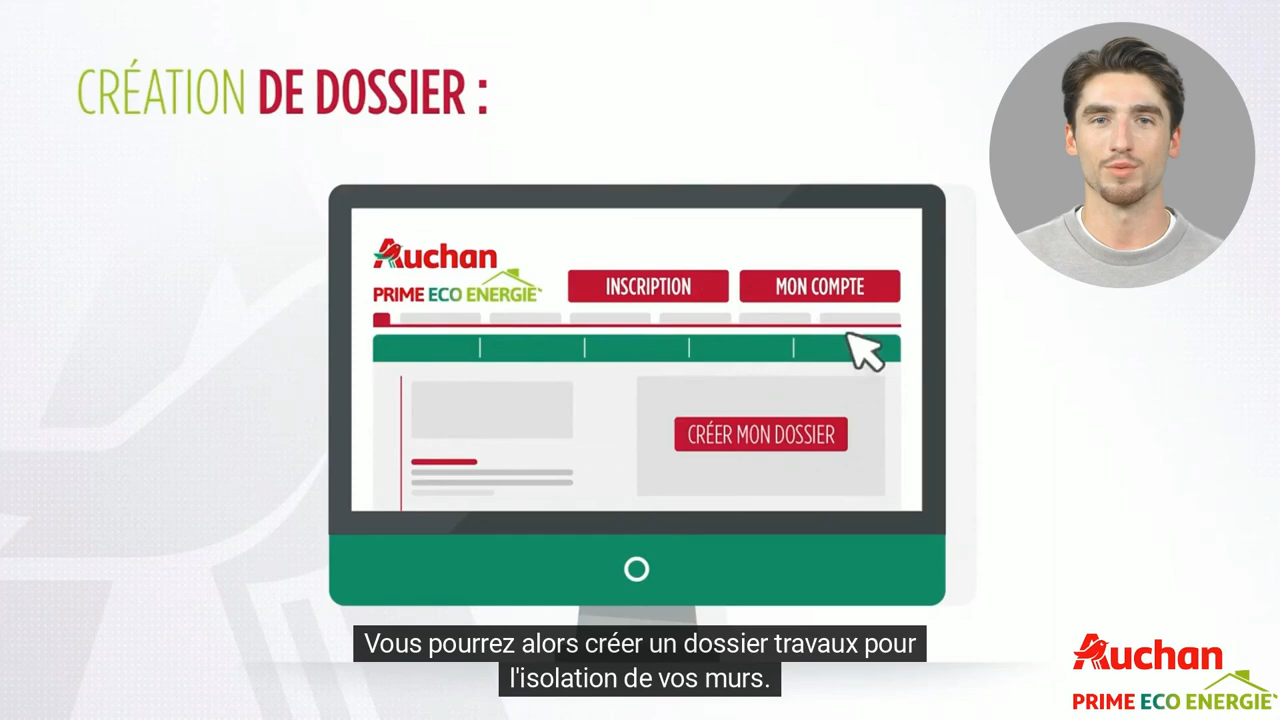 CRÉATION DE DOSSIER :
Auchan
PRIME ECO ENERGIE
INSCRIPTION
MON COMPTE
CRÉER MON DOSSIER
Vous pourrez alors créer un dossier travaux pour
l'isolation de vos murs.
Auchan
PRIME ECO ENERGIE